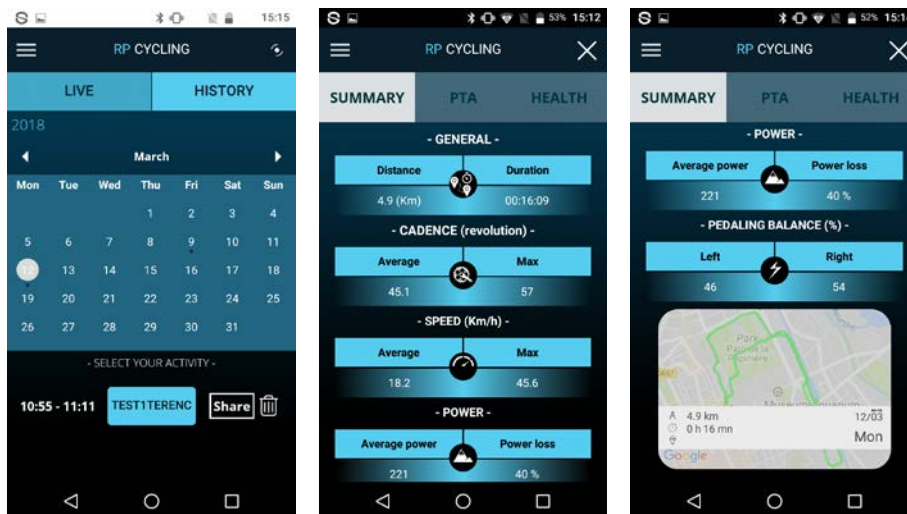 15:15
RP CYCLING
LIVE HISTORY
2018
March
Mon Tue Wed Thu Fri Sat Sun
1 2 3 4
5 6 7 8 9 10 11
12 13 14 15 16 17 18
19 20 21 22 23 24 25
26 27 28 29 30 31
- SELECT YOUR ACTIVITY -
10:55 - 11:11 TEST1TERENC Share
53% 15:12
RP CYCLING
SUMMARY PTA HEALTH
- GENERAL -
Distance Duration
4.9 (Km) 00:16:09
- CADENCE (revolution) -
Average Max
45.1 57
- SPEED (Km/h) -
Average Max
18.2 45.6
- POWER -
Average power Power loss
221 40 %
52%
RP CYCLING
SUMMARY PTA HEALTH
- POWER -
Average power Power loss
221 40 %
- PEDALING BALANCE (%) -
Left Right
46 54
Park
4.9 km 12/03
0 h 16 mn
Mon
Google